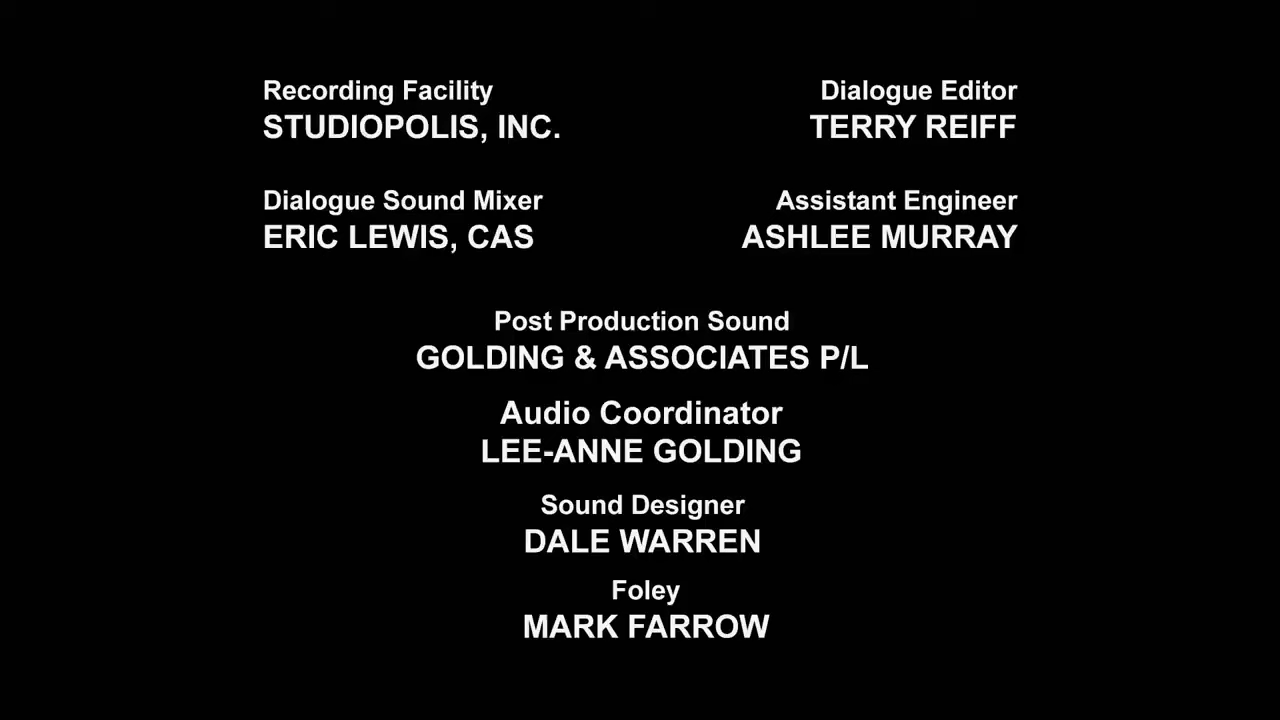 Recording Facility
STUDIOPOLIS, INC.
Dialogue Editor
TERRY REIFF
Dialogue Sound Mixer
ERIC LEWIS, CAS
Assistant Engineer
ASHLEE MURRAY
Post Production Sound
GOLDING & ASSOCIATES P/L
Audio Coordinator
LEE-ANNE GOLDING
Sound Designer
DALE WARREN
Foley
MARK FARROW